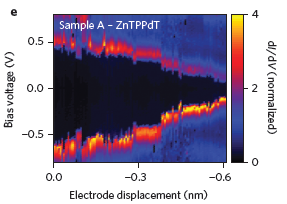 e
Sample A – ZnTPPdT
4
0.5
0.0
2
−0.5
0
0.0
−0.3
−0.6
Bias voltage (V)
dI/dV (normalized)
Electrode displacement (nm)